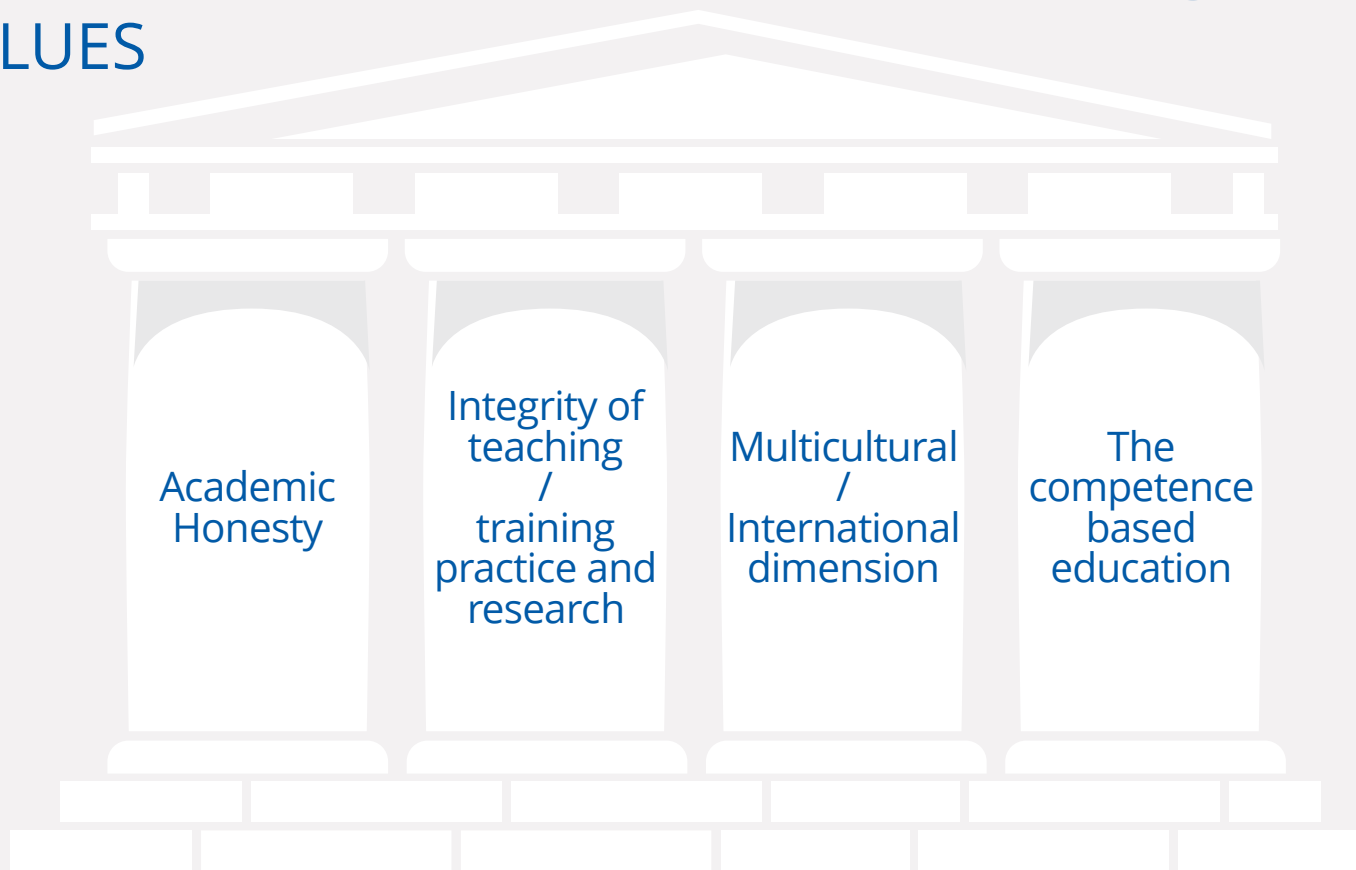 LUES
Academic
Honesty
Integrity of
teaching
/
training
practice and
research
Multicultural
/
International
dimension
The
competence
based
education